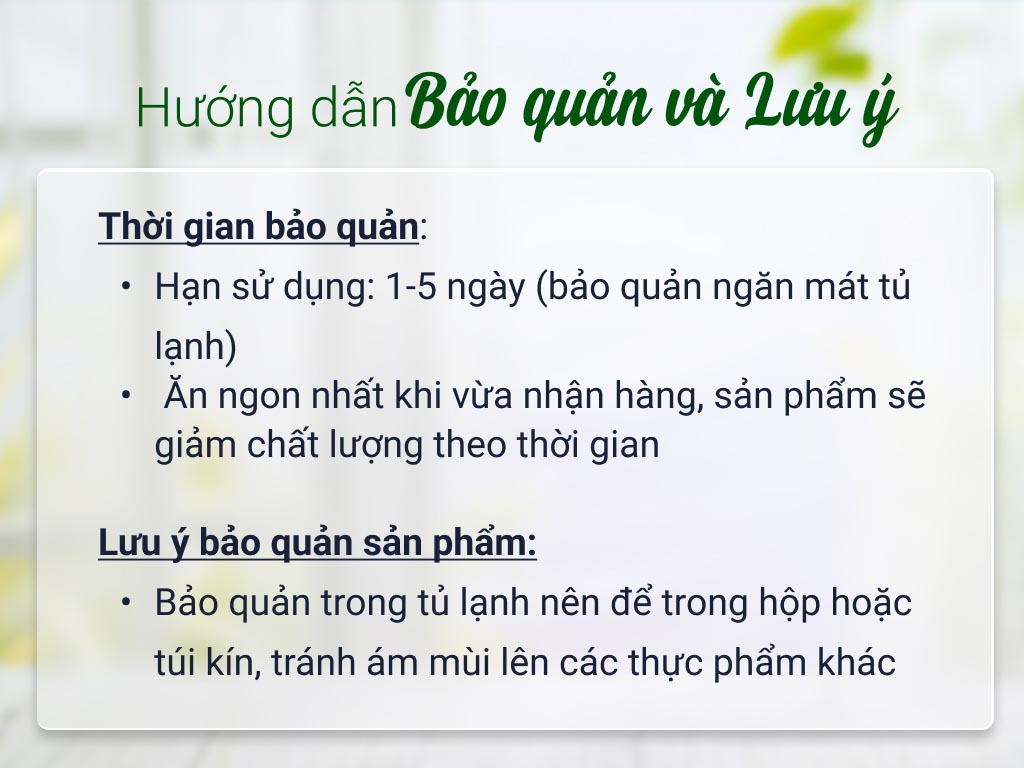 Hướng dẫn Bảo quản và Lưu ý
Thời gian bảo quản:
• Hạn sử dụng: 1-5 ngày (bảo quản ngăn mát tủ
lạnh)
• Ăn ngon nhất khi vừa nhận hàng, sản phẩm sẽ
giảm chất lượng theo thời gian
Lưu ý bảo quản sản phẩm:
• Bảo quản trong tủ lạnh nên để trong hộp hoặc
túi kín, tránh ám mùi lên các thực phẩm khác